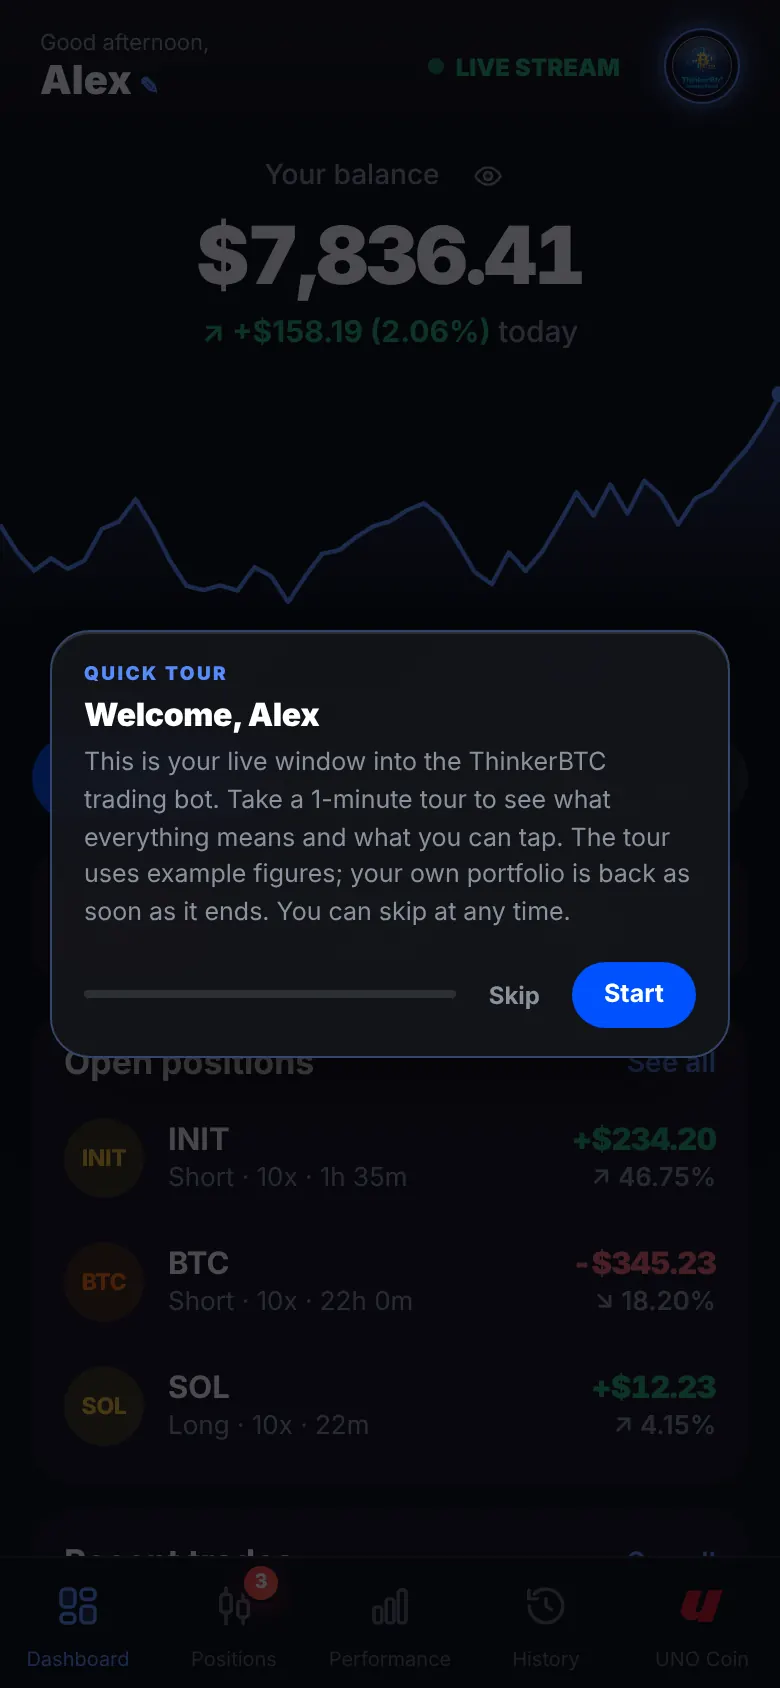 Good afternoon,
Alex
LIVE STREAM
Your balance
$7,836.41
+$158.19 (2.06%) today
QUICK TOUR
Welcome, Alex
This is your live window into the ThinkerBTC
trading bot. Take a 1-minute tour to see what
everything means and what you can tap. The tour
uses example figures; your own portfolio is back as
soon as it ends. You can skip at any time.
Skip
Start
Open positions
See all
INIT
INIT
+$234.20
Short · 10x · 1h 35m
46.75%
BTC
BTC
-$345.23
Short · 10x · 22h 0m
18.20%
SOL
SOL
+$12.23
Long · 10x · 22m
4.15%
Recent trades
3
Dashboard
Positions
Performance
History
UNO Coin